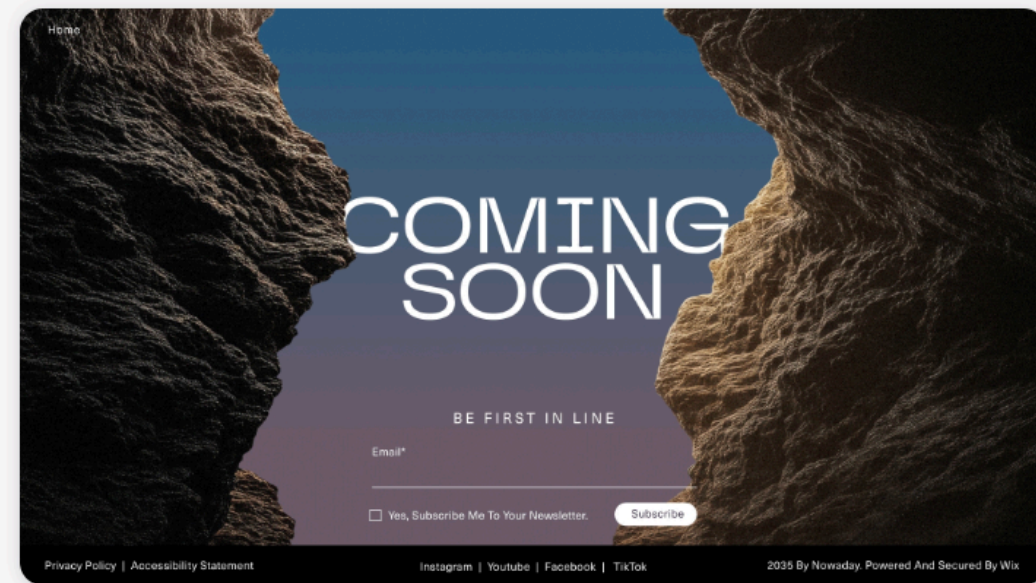 Home
COMING
SOON
BE FIRST IN LINE
Email*
Yes, Subscribe Me To Your Newsletter.
Subscribe
Privacy Policy | Accessibility Statement
Instagram | Youtube | Facebook | TikTok
2035 By Nowaday. Powered And Secured By Wix